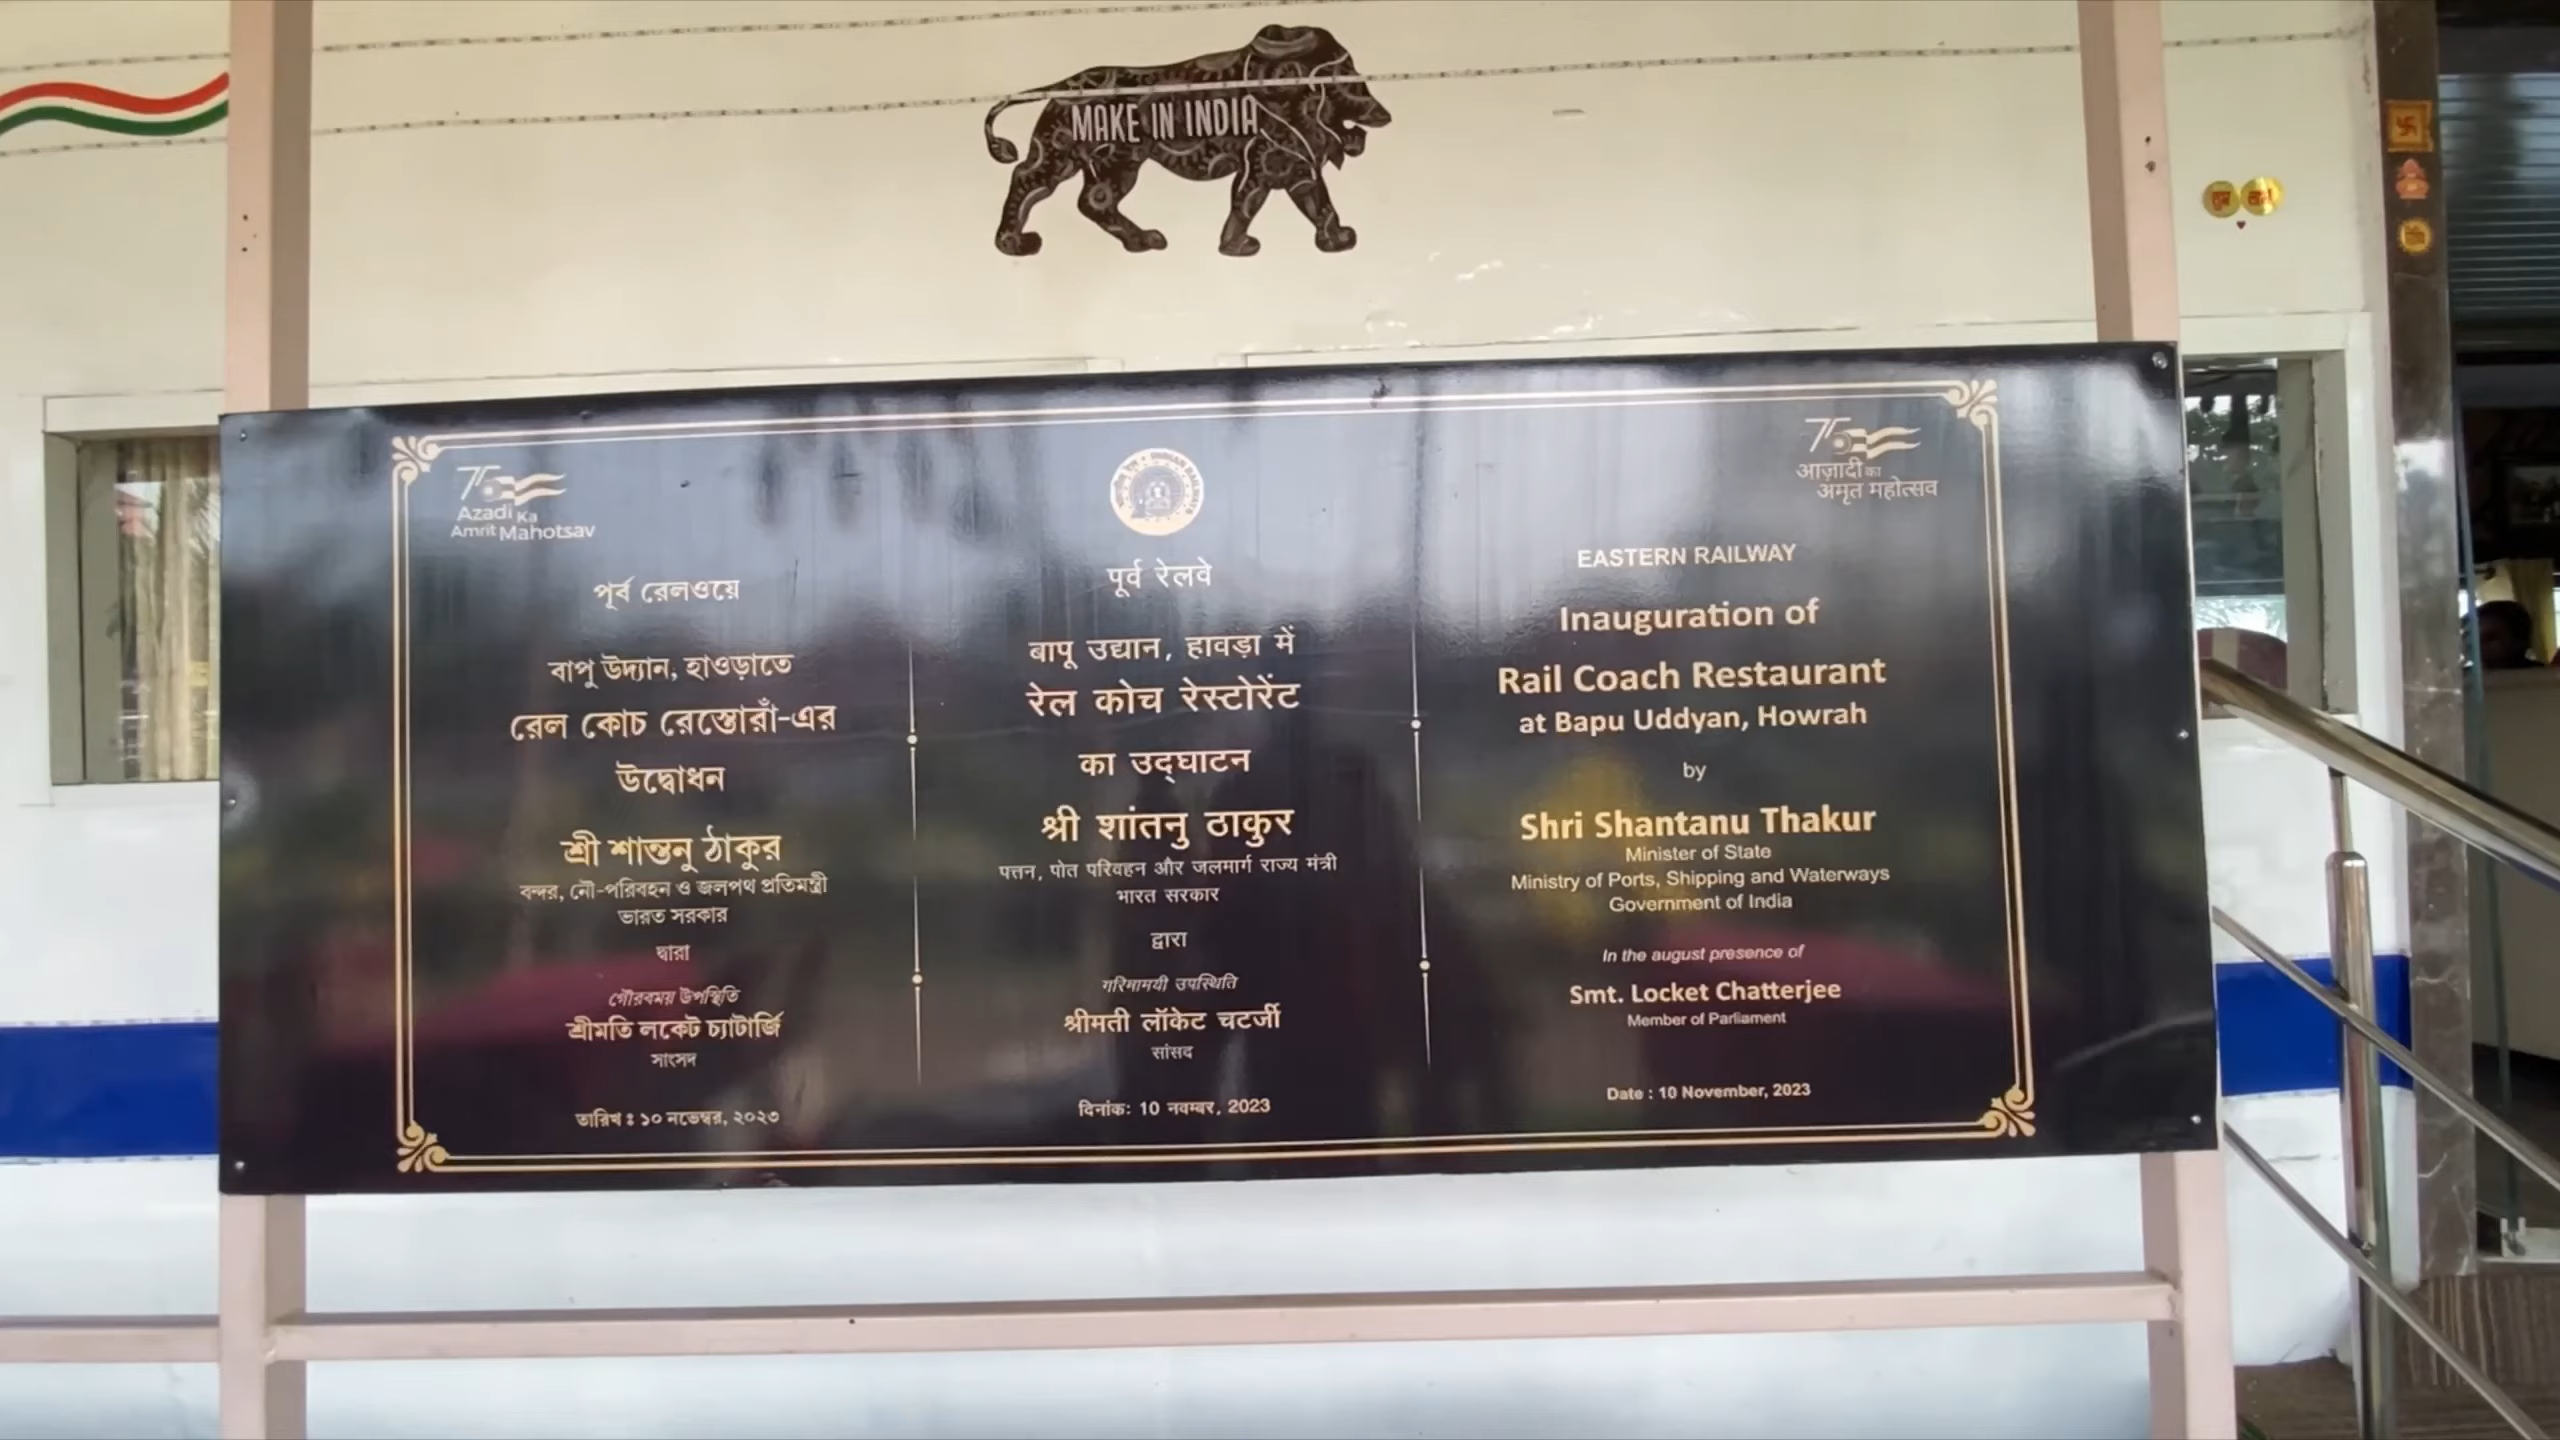 MAKE IN INDIA
शुभ लाभ
75
Azadi Ka
Amrit Mahotsav
পূর্ব রেলওয়ে
বাপু উদ্যান, হাওড়াতে
রেল কোচ রেস্তোরাঁ-এর
উদ্বোধন
শ্রী শান্তনু ঠাকুর
বন্দর, নৌ-পরিবহন ও জলপথ প্রতিমন্ত্রী
ভারত সরকার
দ্বারা
গৌরবময় উপস্থিতি
শ্রীমতি লকেট চ্যাটার্জি
সাংসদ
তারিখ ঃ ১০ নভেম্বর, ২০২৩
INDIAN RAILWAYS
पूर्व रेलवे
बापू उद्यान, हावड़ा में
रेल कोच रेस्टोरेंट
का उद्‌घाटन
श्री शांतनु ठाकुर
पत्तन, पोत परिवहन और जलमार्ग राज्य मंत्री
भारत सरकार
द्वारा
गरिमामयी उपस्थिति
श्रीमती लॉकेट चटर्जी
सांसद
दिनांक: 10 नवम्बर, 2023
75
आज़ादी का
अमृत महोत्सव
EASTERN RAILWAY
Inauguration of
Rail Coach Restaurant
at Bapu Uddyan, Howrah
by
Shri Shantanu Thakur
Minister of State
Ministry of Ports, Shipping and Waterways
Government of India
In the august presence of
Smt. Locket Chatterjee
Member of Parliament
Date : 10 November, 2023